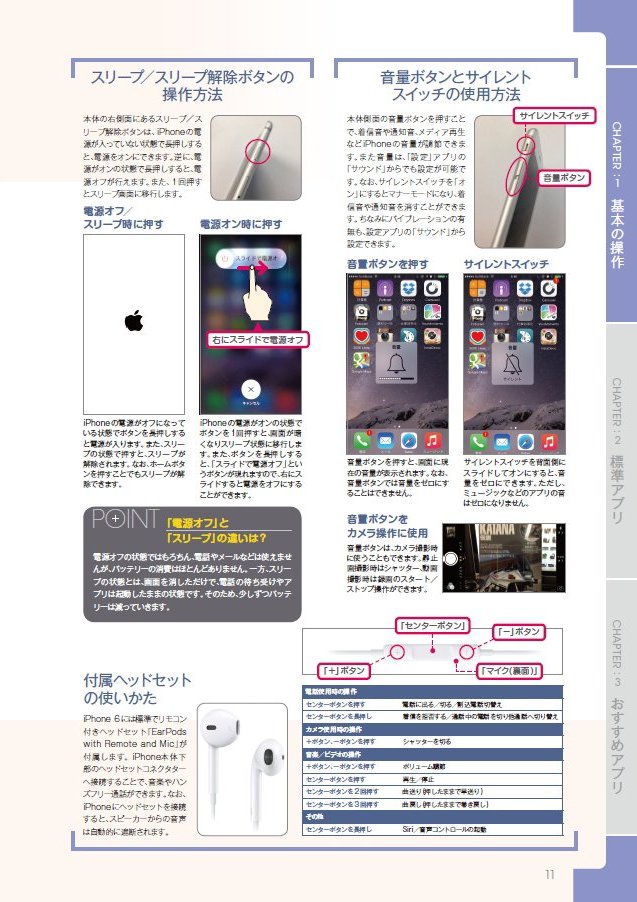 スリープ／スリープ解除ボタンの
操作方法
本体の右側面にあるスリープ／ス
リープ解除ボタンは、iPhoneの電
源が入っていない状態で長押しする
と、電源をオンにできます。逆に、電
源がオンの状態で長押しすると、電
源オフが行えます。また、1回押す
とスリープ画面に移行します。
電源オフ／
スリープ時に押す
iPhoneの電源がオフになって
いる状態でボタンを長押しする
と電源が入ります。また、スリー
プの状態で押すと、スリープが
解除されます。なお、ホームボタ
ンを押すことでもスリープが解
除できます。
電源オン時に押す
スライドで電源オフ
右にスライドで電源オフ
キャンセル
iPhoneの電源がオンの状態で
ボタンを1回押すと、画面が暗
くなりスリープ状態に移行しま
す。また、ボタンを長押しする
と、「スライドで電源オフ」とい
うボタンが現れますので、右にス
ライドすると電源をオフにする
ことができます。
POINT
「電源オフ」と
「スリープ」の違いは？
電源オフの状態ではもちろん、電話やメールなどは使えませ
んが、バッテリーの消費はほとんどありません。一方、スリー
プの状態とは、画面を消しただけで、電話の待ち受けやア
プリは起動したままの状態です。そのため、少しずつバッテ
リーは減っていきます。
音量ボタンとサイレント
スイッチの使用方法
本体側面の音量ボタンを押すこと
で、着信音や通知音、メディア再生
などiPhoneの音量が調節できま
す。また音量は、「設定」アプリの
「サウンド」からでも設定が可能で
す。なお、サイレントスイッチを「オ
ン」にするとマナーモードになり、着
信音や通知音を消すことができま
す。ちなみにバイブレーションの有
無も、設定アプリの「サウンド」から
設定できます。
サイレントスイッチ
音量ボタン
音量ボタンを押す
音量
音量ボタンを押すと、画面に現
在の音量が表示されます。なお、
音量ボタンでは音量をゼロにす
ることはできません。
サイレントスイッチ
音量
サイレント
サイレントスイッチを背面側に
スライドしてオンにすると、音
量をゼロにできます。ただし、
ミュージックなどのアプリの音
はゼロになりません。
音量ボタンを
カメラ操作に使用
音量ボタンは、カメラ撮影時
に使うこともできます。静止
画撮影時はシャッター、動画
撮影時は録画のスタート／
ストップ操作ができます。
KATANA
付属ヘッドセット
の使いかた
iPhone 6には標準でリモコン
付きヘッドセット「EarPods
with Remote and Mic」が
付属します。iPhone本体下
部のヘッドセットコネクター
へ接続することで、音楽やハン
ズフリー通話ができます。なお、
iPhoneにヘッドセットを接続
すると、スピーカーからの音声
は自動的に遮断されます。
「センターボタン」
「－」ボタン
「＋」ボタン
「マイク（裏面）」
電話使用時の操作
センターボタンを押す 電話に出る／切る／割込電話切替え
センターボタンを長押し 着信を拒否する／通話中の電話を切り他通話へ切り替え
カメラ使用時の操作
＋ボタン、－ボタンを押す シャッターを切る
音楽／ビデオの操作
＋ボタン、－ボタンを押す ボリューム調節
センターボタンを押す 再生／停止
センターボタンを2回押す 曲送り（押したままで早送り）
センターボタンを3回押す 曲戻し（押したままで巻き戻し）
その他
センターボタンを長押し Siri／音声コントロールの起動
CHAPTER：1 基本の操作
CHAPTER：2 標準アプリ
CHAPTER：3 おすすめアプリ
11